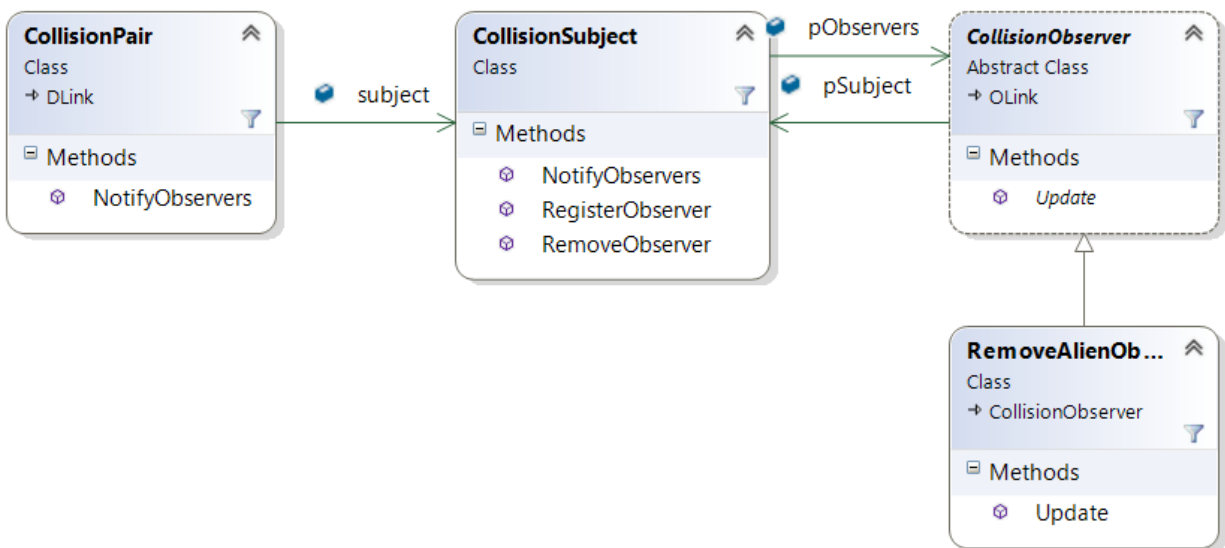 CollisionPair
Class
DLink
Methods
NotifyObservers
subject
CollisionSubject
Class
Methods
NotifyObservers
RegisterObserver
RemoveObserver
pObservers
pSubject
CollisionObserver
Abstract Class
OLink
Methods
Update
RemoveAlienOb...
Class
CollisionObserver
Methods
Update